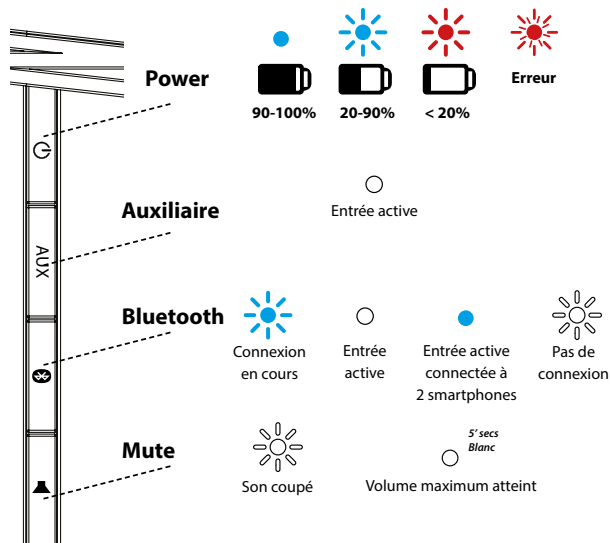 Power
90-100%
20-90%
< 20%
Erreur
Auxiliaire
Entrée active
AUX
Bluetooth
Connexion
en cours
Entrée
active
Entrée active
connectée à
2 smartphones
Pas de
connexion
Mute
Son coupé
5' secs
Blanc
Volume maximum atteint